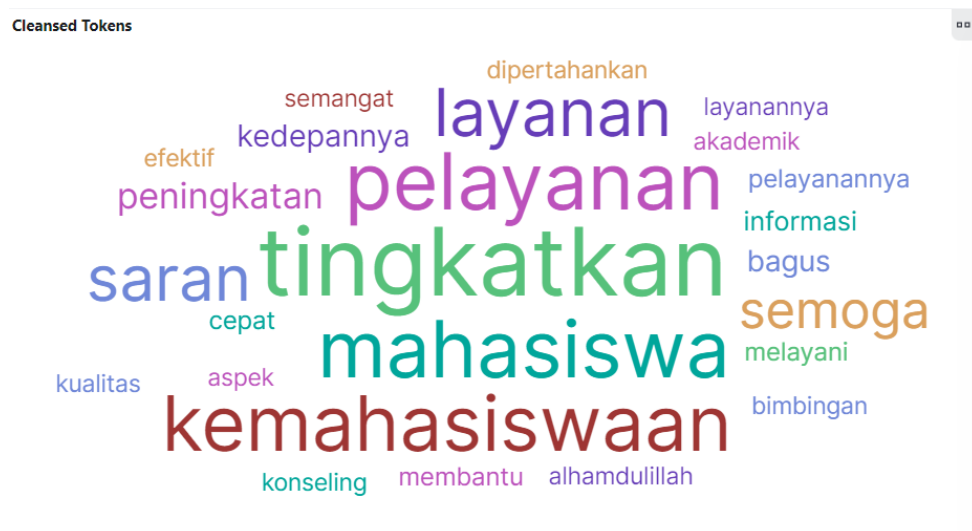 Cleansed Tokens
dipertahankan
semangat
layanan
layanannya
kedepannya
akademik
efektif
pelayanan
peningkatan
pelayanannya
informasi
tingkatkan
saran
bagus
semoga
cepat
mahasiswa
melayani
kualitas
aspek
kemahasiswaan
bimbingan
konseling
membantu
alhamdulillah